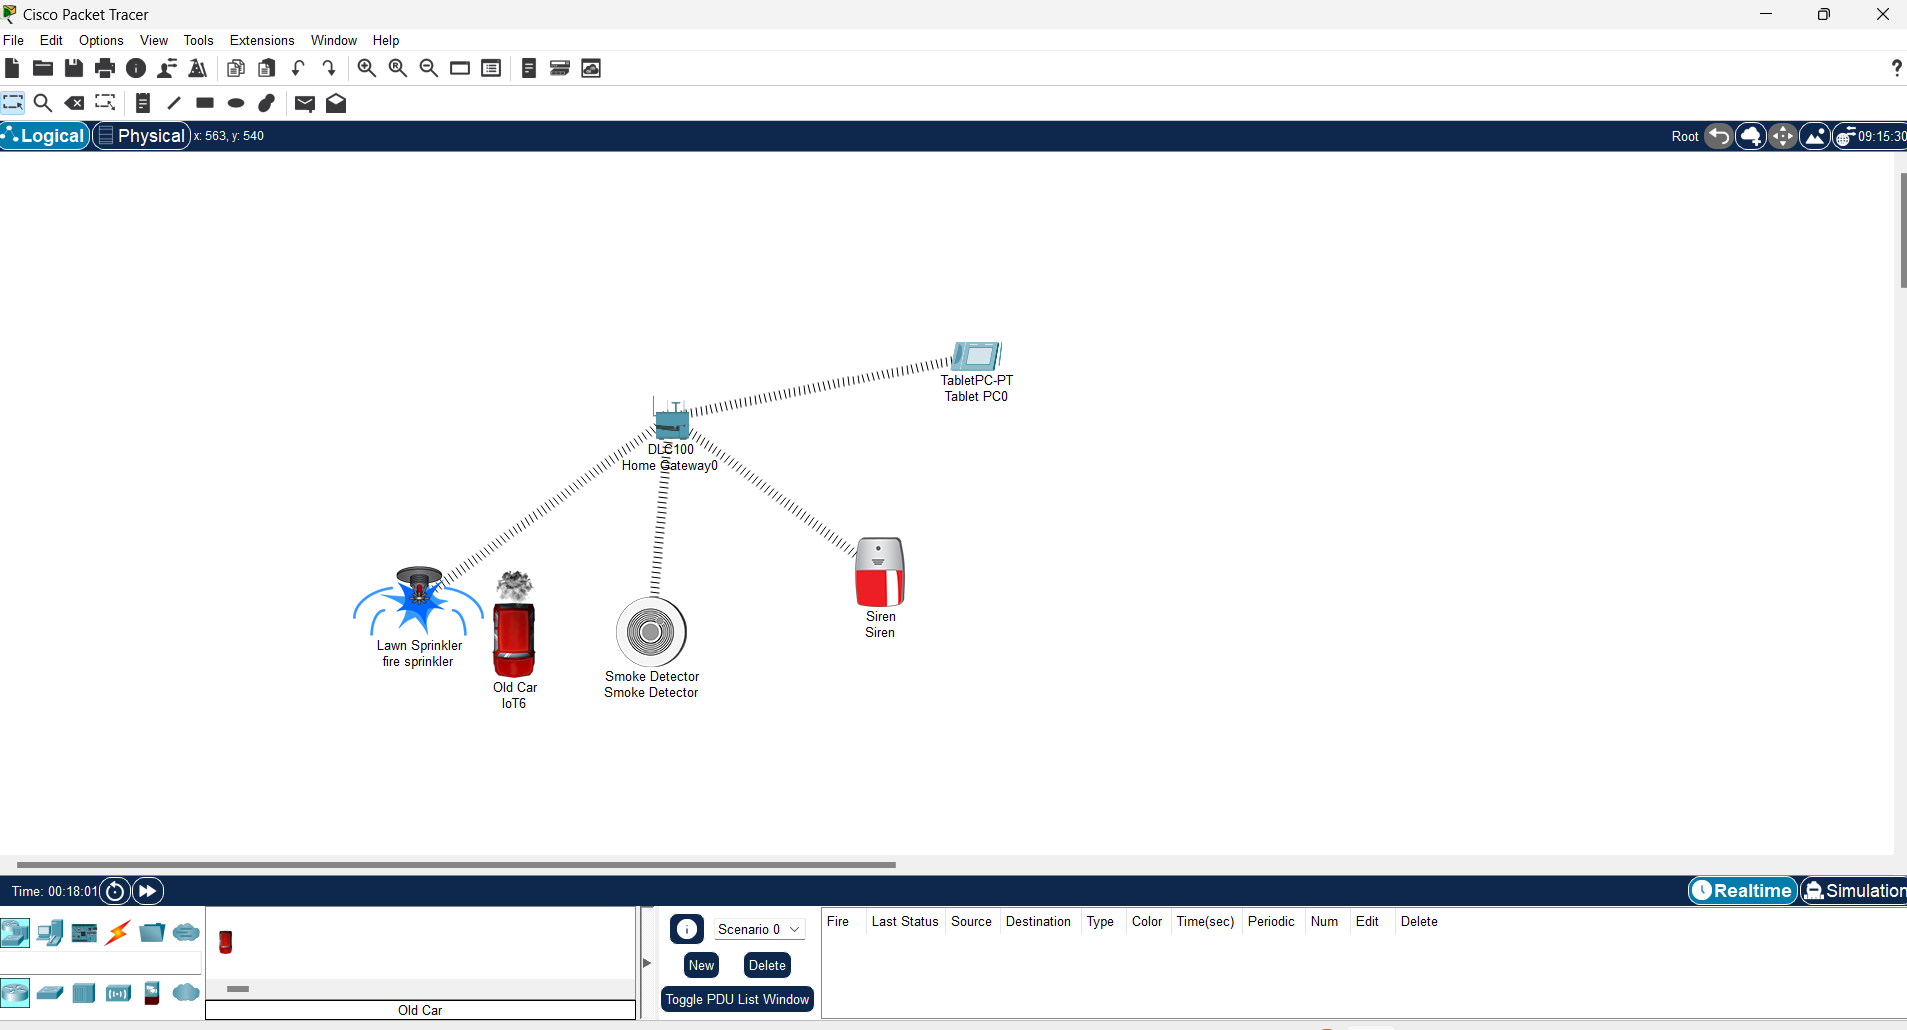 Cisco Packet Tracer
File Edit Options View Tools Extensions Window Help
?
Logical Physical x: 563, y: 540 Root 09:15:30
TabletPC-PT
Tablet PC0
DLC100
Home Gateway0
Siren
Siren
Lawn Sprinkler
fire sprinkler
Smoke Detector
Smoke Detector
Old Car
IoT6
Time: 00:18:01 Realtime Simulation
Fire Last Status Source Destination Type Color Time(sec) Periodic Num Edit Delete
Scenario 0
New Delete
Toggle PDU List Window
Old Car